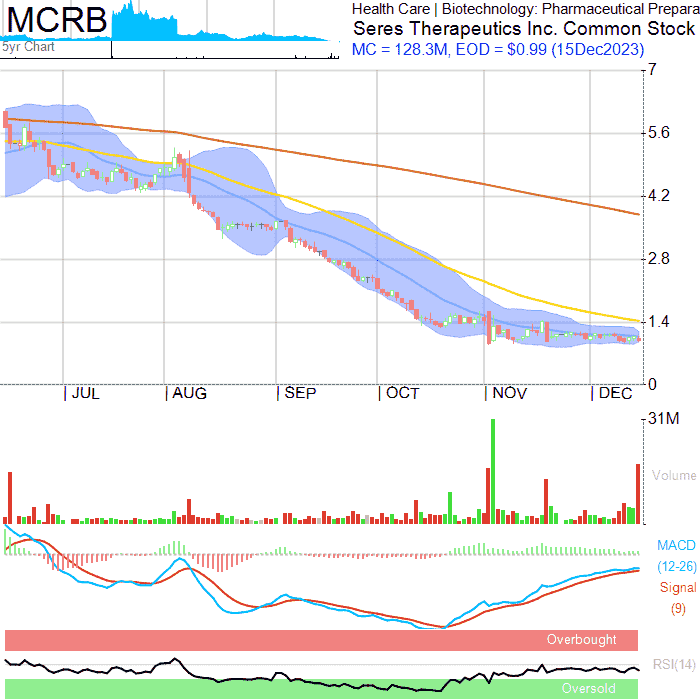 MCRB
5yr Chart
Health Care | Biotechnology: Pharmaceutical Prepara
Seres Therapeutics Inc. Common Stock
MC = 128.3M, EOD = $0.99 (15Dec2023)
7
5.6
4.2
2.8
1.4
0
JUL AUG SEP OCT NOV DEC
31M
Volume
MACD
(12-26)
Signal
(9)
Overbought
RSI(14)
Oversold